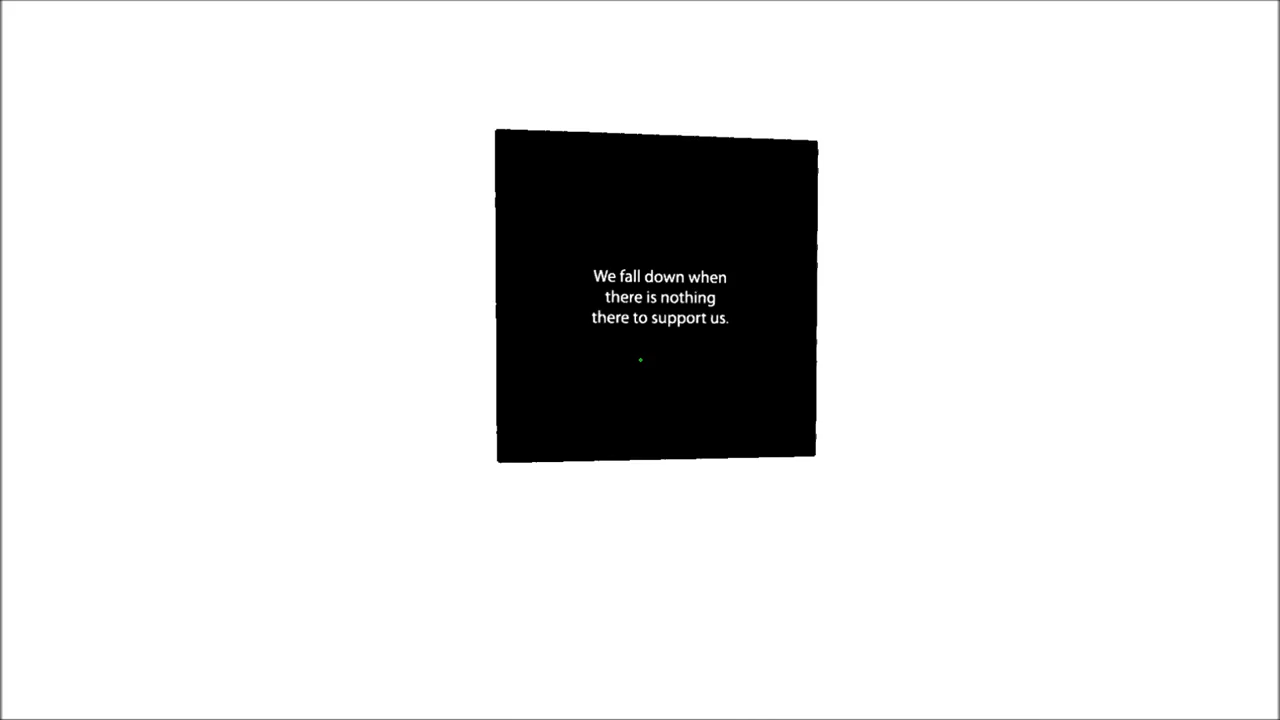 We fall down when
there is nothing
there to support us.